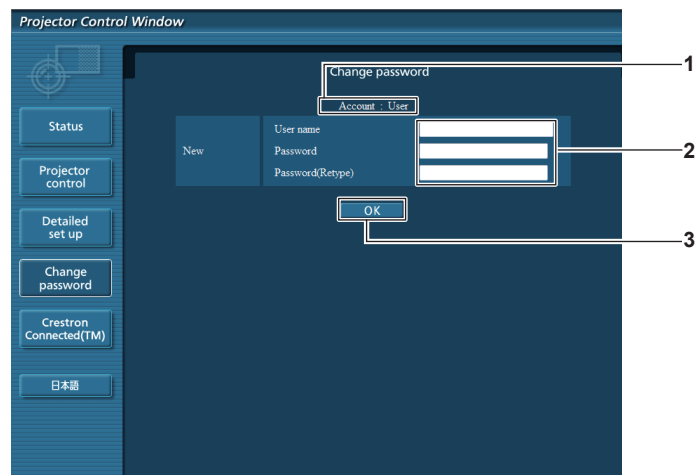 Projector Control Window
Change password
1
Account : User
Status
User name
2
New
Password
Password(Retype)
Projector
control
OK
3
Detailed
set up
Change
password
Crestron
Connected(TM)
日本語